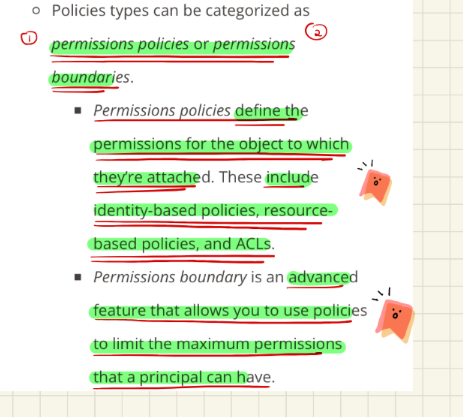 Policies types can be categorized as
① permissions policies or permissions ②
boundaries.
Permissions policies define the
permissions for the object to which
they're attached. These include
identity-based policies, resource-
based policies, and ACLs.
Permissions boundary is an advanced
feature that allows you to use policies
to limit the maximum permissions
that a principal can have.